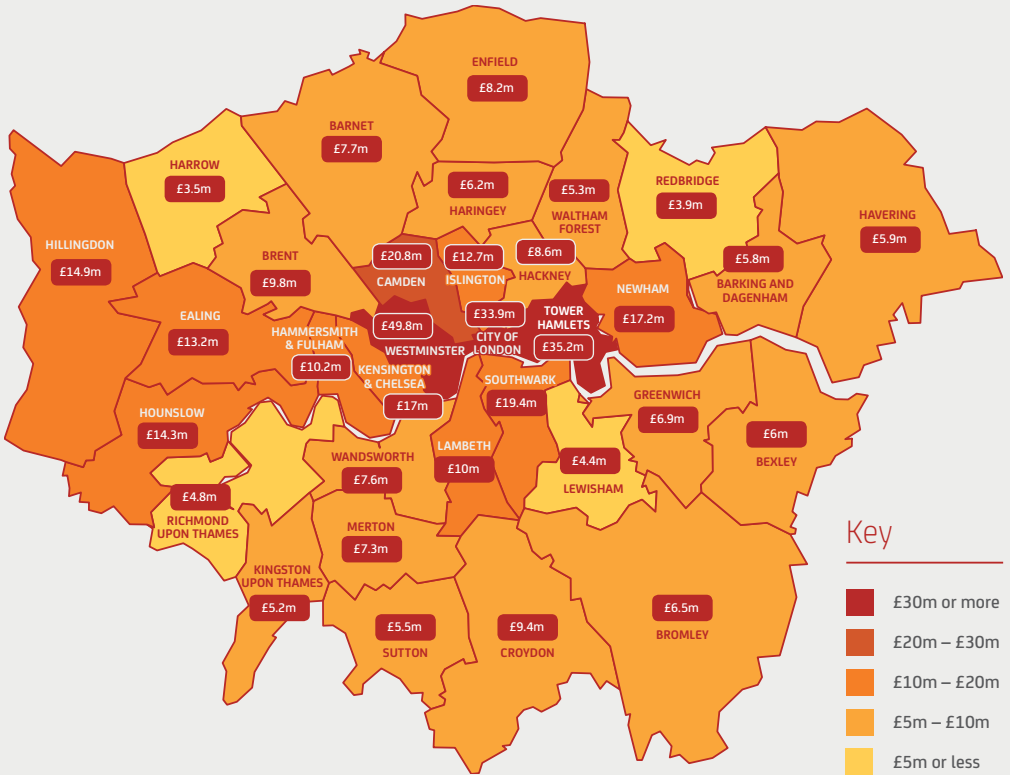 ENFIELD
£8.2m
BARNET
£7.7m
HARROW
£3.5m
£6.2m
HARINGEY
£5.3m
WALTHAM
FOREST
REDBRIDGE
£3.9m
HAVERING
£5.9m
HILLINGDON
£14.9m
BRENT
£9.8m
£20.8m
CAMDEN
£12.7m
ISLINGTON
£8.6m
HACKNEY
£5.8m
BARKING AND
DAGENHAM
NEWHAM
£17.2m
EALING
£13.2m
HAMMERSMITH
& FULHAM
£10.2m
£49.8m
WESTMINSTER
£33.9m
CITY OF
LONDON
TOWER
HAMLETS
£35.2m
KENSINGTON
& CHELSEA
£17m
SOUTHWARK
£19.4m
HOUNSLOW
£14.3m
GREENWICH
£6.9m
£6m
BEXLEY
WANDSWORTH
£7.6m
LAMBETH
£10m
£4.4m
LEWISHAM
£4.8m
RICHMOND
UPON THAMES
MERTON
£7.3m
KINGSTON
UPON THAMES
£5.2m
£5.5m
SUTTON
£9.4m
CROYDON
£6.5m
BROMLEY
Key
£30m or more
£20m – £30m
£10m – £20m
£5m – £10m
£5m or less